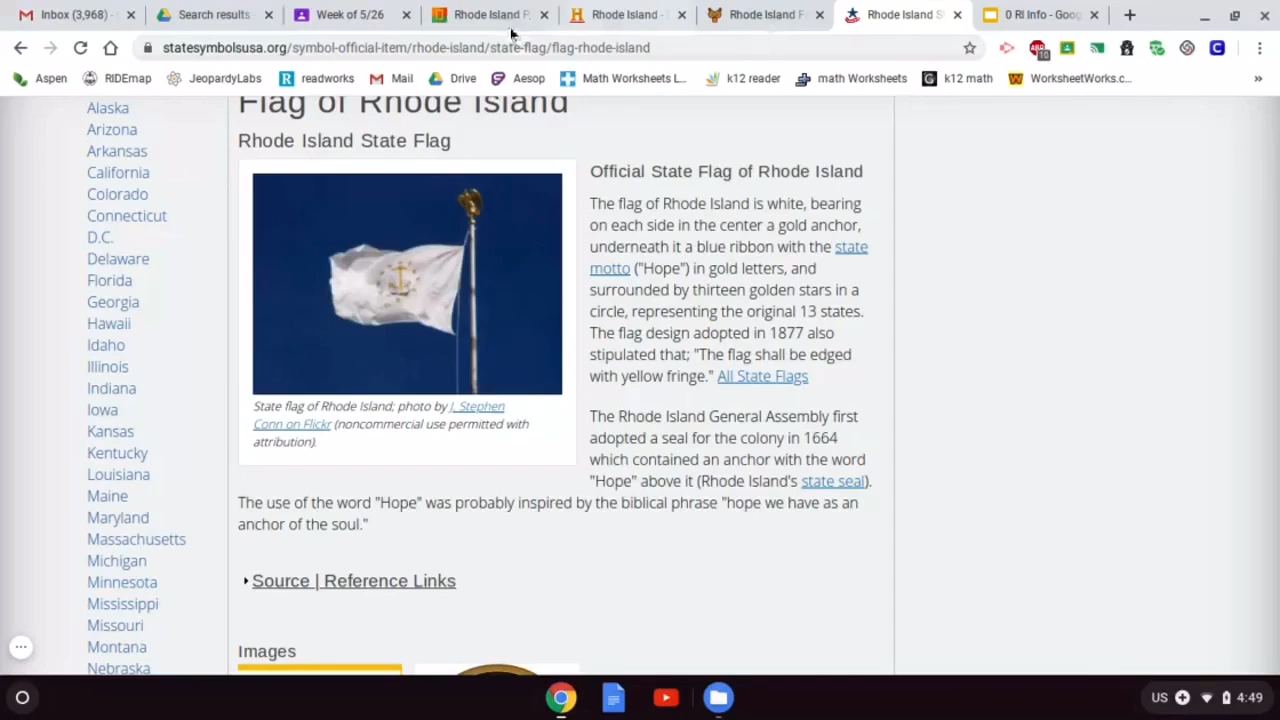 Inbox (3,968) -
Search results
Week of 5/26
Rhode Island P
Rhode Island -
Rhode Island F
Rhode Island S
0 RI Info - Goog
statesymbolsusa.org/symbol-official-item/rhode-island/state-flag/flag-rhode-island
10
Aspen
RIDEmap
JeopardyLabs
readworks
Mail
Drive
Aesop
Math Worksheets L...
k12 reader
math Worksheets
k12 math
WorksheetWorks.c...
»
Alaska
Arizona
Arkansas
California
Colorado
Connecticut
D.C.
Delaware
Florida
Georgia
Hawaii
Idaho
Illinois
Indiana
Iowa
Kansas
Kentucky
Louisiana
Maine
Maryland
Massachusetts
Michigan
Minnesota
Mississippi
Missouri
Montana
Nebraska
Flag of Rhode Island
Rhode Island State Flag
State flag of Rhode Island; photo by J. Stephen
Conn on Flickr (noncommercial use permitted with
attribution).
Official State Flag of Rhode Island
The flag of Rhode Island is white, bearing
on each side in the center a gold anchor,
underneath it a blue ribbon with the state
motto ("Hope") in gold letters, and
surrounded by thirteen golden stars in a
circle, representing the original 13 states.
The flag design adopted in 1877 also
stipulated that; "The flag shall be edged
with yellow fringe." All State Flags
The Rhode Island General Assembly first
adopted a seal for the colony in 1664
which contained an anchor with the word
"Hope" above it (Rhode Island's state seal).
The use of the word "Hope" was probably inspired by the biblical phrase "hope we have as an
anchor of the soul."
Source | Reference Links
Images
US
4:49